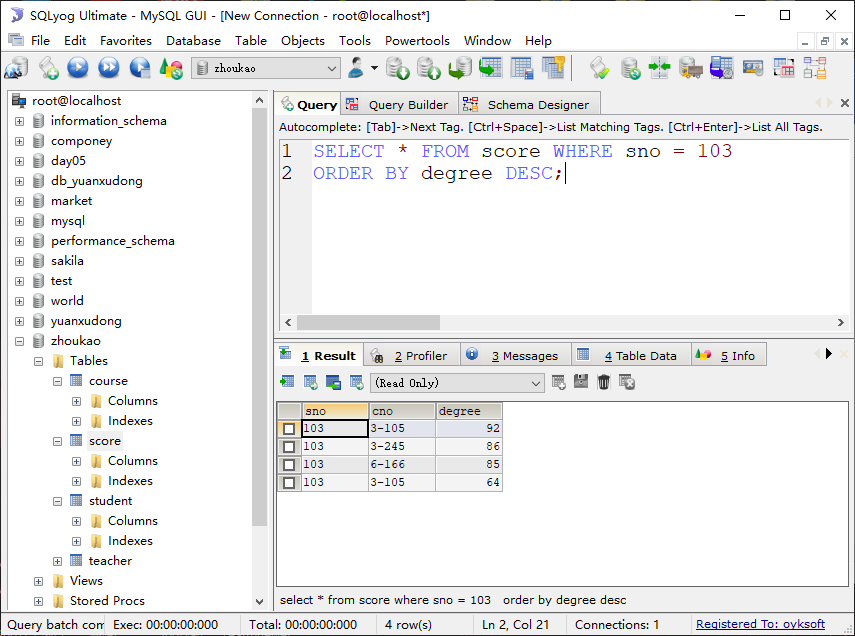 SQLyog Ultimate - MySQL GUI - [New Connection - root@localhost*]
File Edit Favorites Database Table Objects Tools Powertools Window Help
zhoukao
root@localhost
information_schema
componey
day05
db_yuanxudong
market
mysql
performance_schema
sakila
test
world
yuanxudong
zhoukao
Tables
course
Columns
Indexes
score
Columns
Indexes
student
Columns
Indexes
teacher
Views
Stored Procs
Query Query Builder Schema Designer
Autocomplete: [Tab]->Next Tag. [Ctrl+Space]->List Matching Tags. [Ctrl+Enter]->List All Tags.
1 SELECT * FROM score WHERE sno = 103
2 ORDER BY degree DESC;
1 Result 2 Profiler 3 Messages 4 Table Data 5 Info
(Read Only)
sno cno degree
103 3-105 92
103 3-245 86
103 6-166 85
103 3-105 64
select * from score where sno = 103 order by degree desc
Query batch com Exec: 00:00:00:000 Total: 00:00:00:000 4 row(s) Ln 2, Col 21 Connections: 1 Registered To: oyksoft